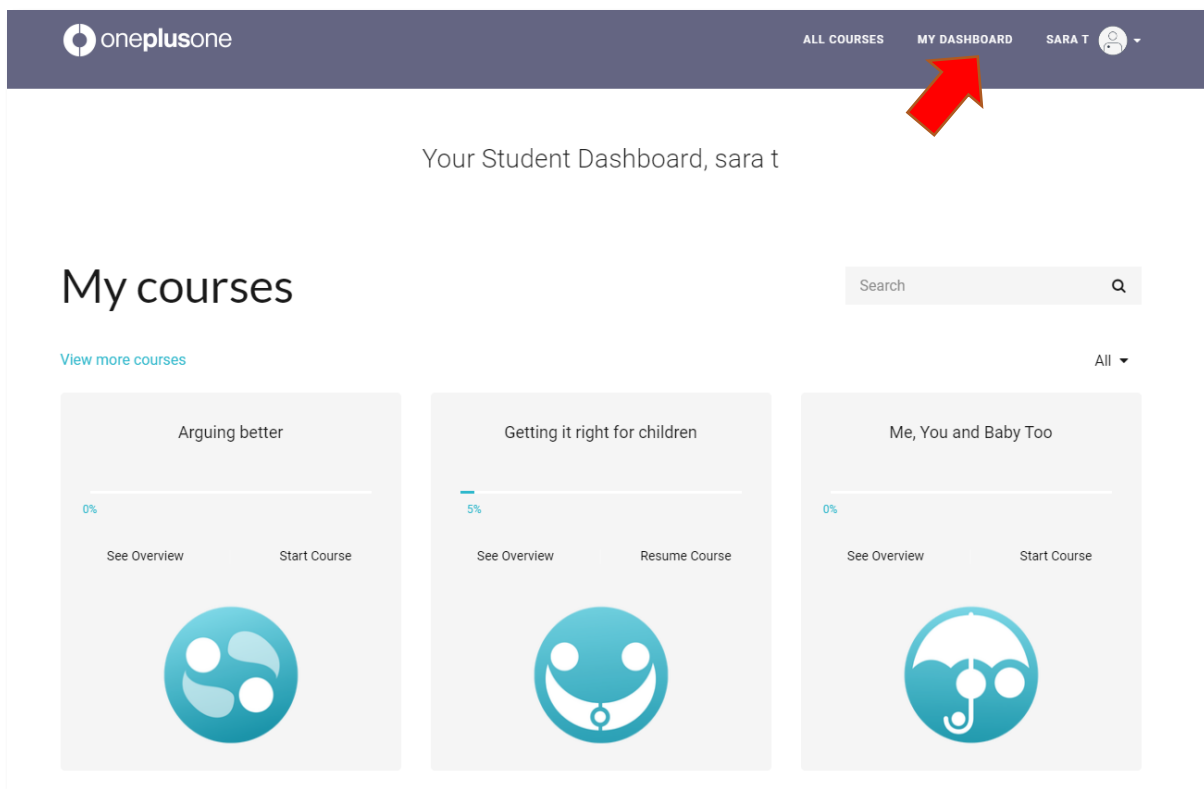 oneplusone
ALL COURSES MY DASHBOARD SARA T
Your Student Dashboard, sara t
My courses
Search
View more courses
All
Arguing better
0%
See Overview Start Course
Getting it right for children
5%
See Overview Resume Course
Me, You and Baby Too
0%
See Overview Start Course